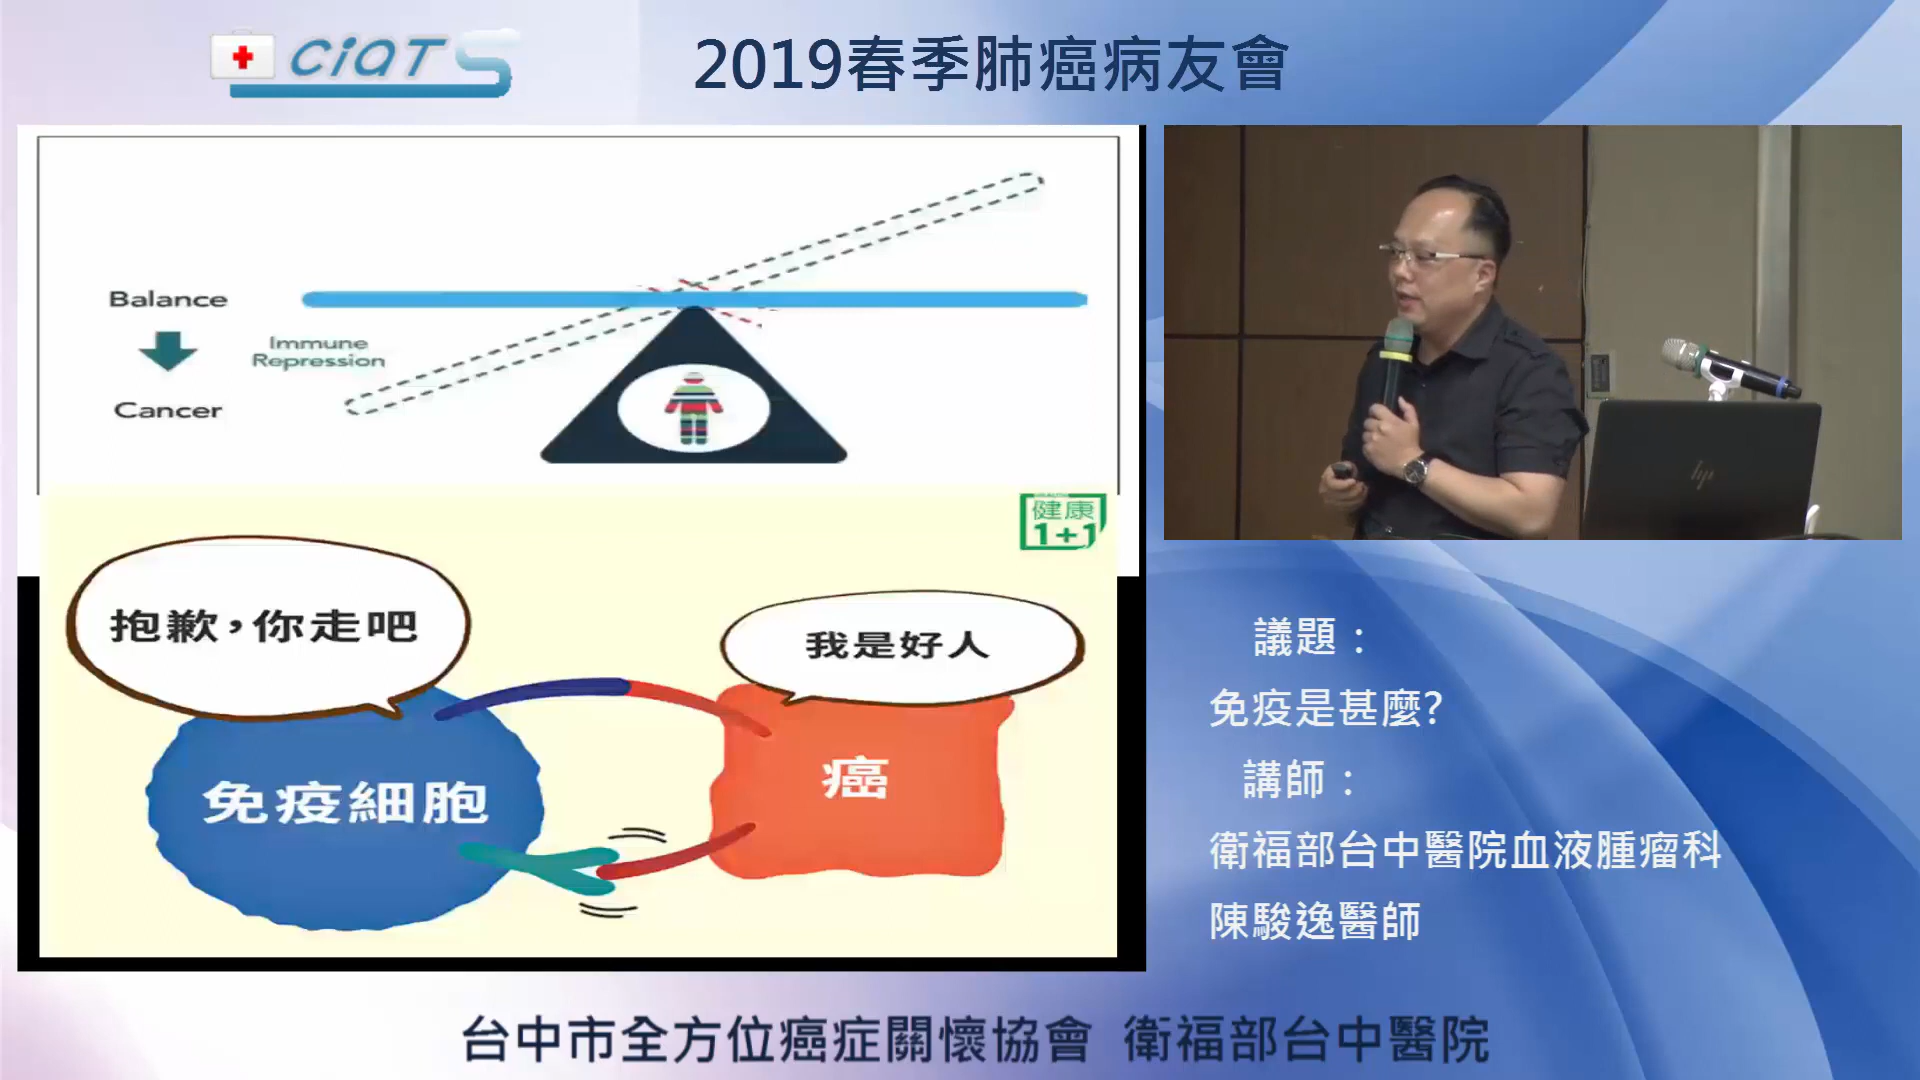 CiATS
2019春季肺癌病友會
Balance
Immune
Repression
Cancer
健康
1+1
抱歉，你走吧
我是好人
免疫細胞
癌
hp
議題：
免疫是甚麼?
講師：
衛福部台中醫院血液腫瘤科
陳駿逸醫師
台中市全方位癌症關懷協會 衛福部台中醫院